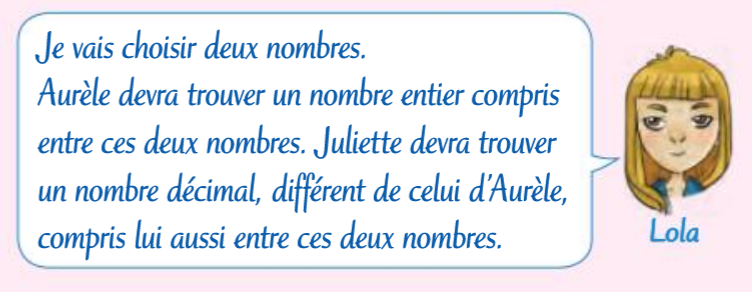 Je vais choisir deux nombres.
Aurèle devra trouver un nombre entier compris
entre ces deux nombres. Juliette devra trouver
un nombre décimal, différent de celui d'Aurèle,
compris lui aussi entre ces deux nombres.
Lola